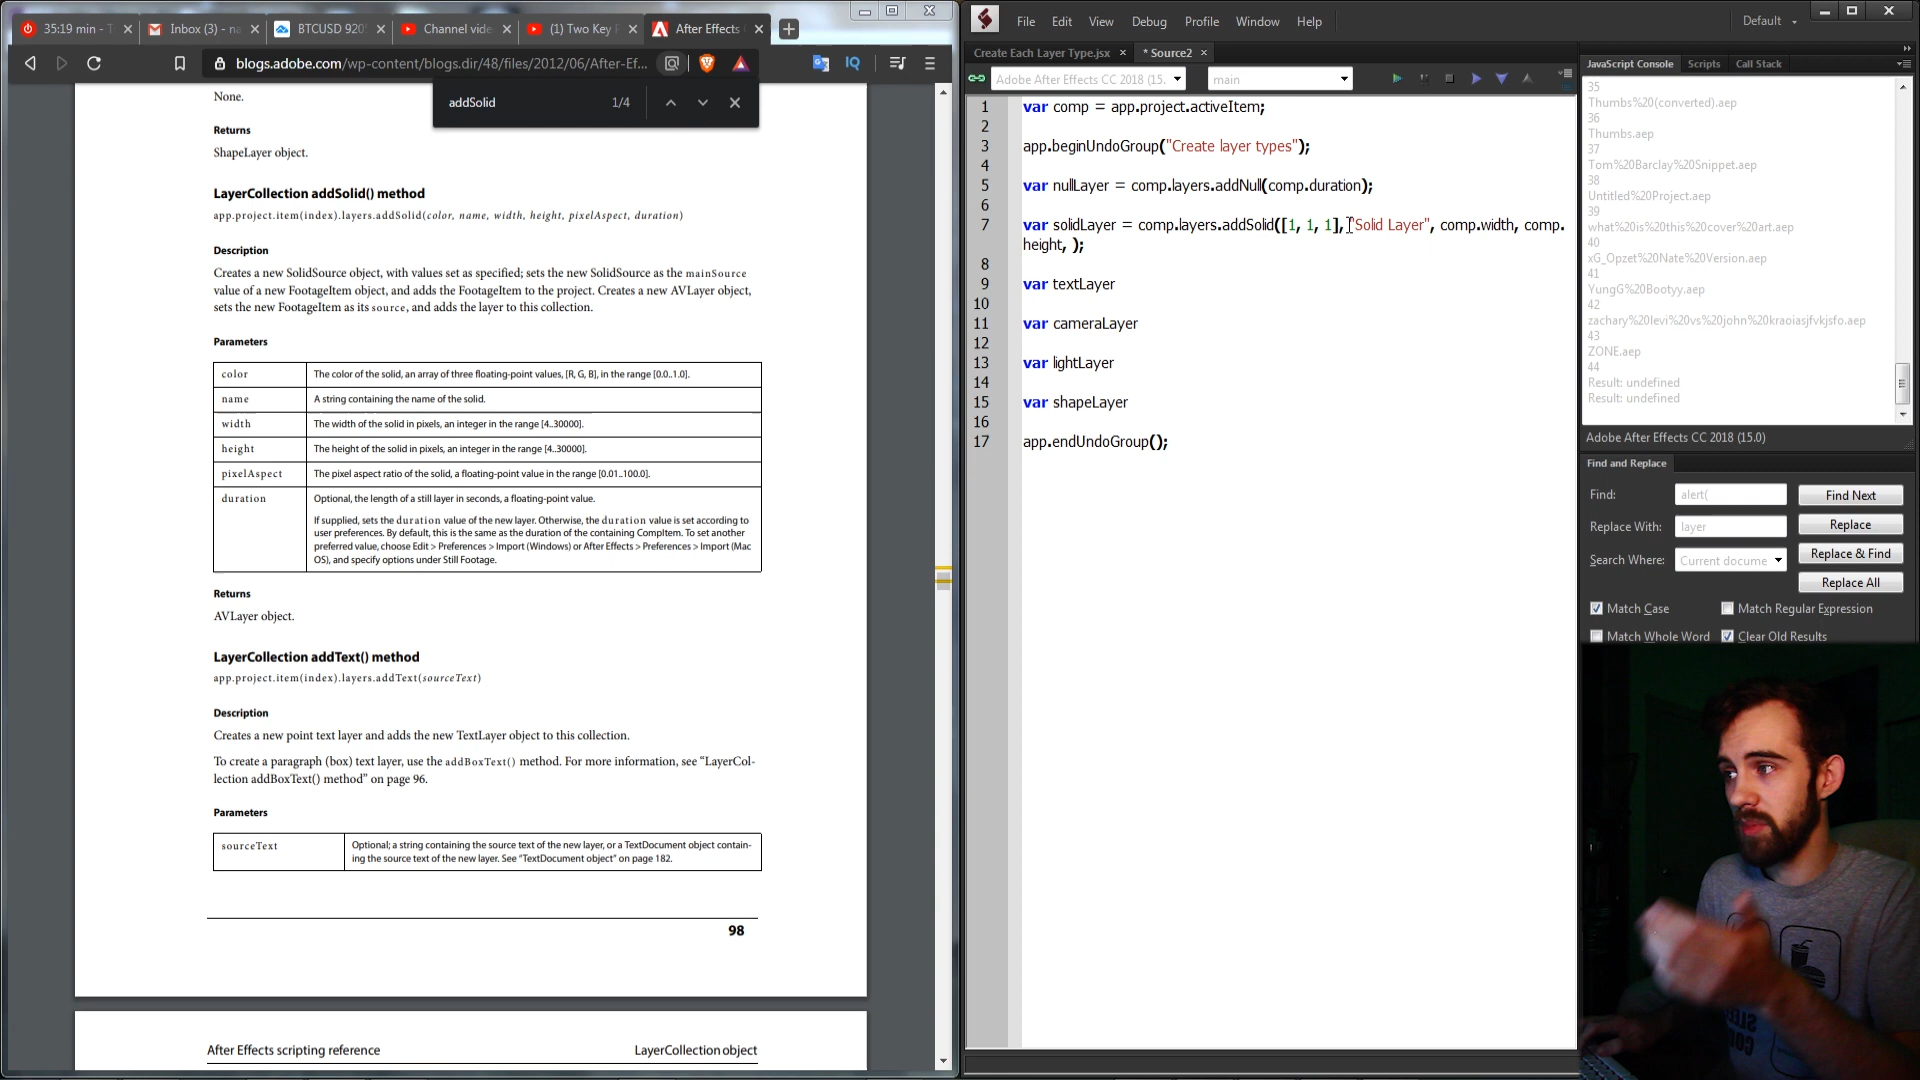 35:19 min - T
Inbox (3) - na
BTCUSD 920
Channel vide
(1) Two Key F
After Effects
blogs.adobe.com/wp-content/blogs.dir/48/files/2012/06/After-Ef...
IQ
addSolid
1/4
None.
Returns
ShapeLayer object.
LayerCollection addSolid() method
app.project.item(index).layers.addSolid(color, name, width, height, pixelAspect, duration)
Description
Creates a new SolidSource object, with values set as specified; sets the new SolidSource as the mainSource
value of a new FootageItem object, and adds the FootageItem to the project. Creates a new AVLayer object,
sets the new FootageItem as its source, and adds the layer to this collection.
Parameters
color The color of the solid, an array of three floating-point values, [R, G, B], in the range [0.0..1.0].
name A string containing the name of the solid.
width The width of the solid in pixels, an integer in the range [4..30000].
height The height of the solid in pixels, an integer in the range [4..30000].
pixelAspect The pixel aspect ratio of the solid, a floating-point value in the range [0.01..100.0].
duration Optional, the length of a still layer in seconds, a floating-point value.
If supplied, sets the duration value of the new layer. Otherwise, the duration value is set according to
user preferences. By default, this is the same as the duration of the containing CompItem. To set another
preferred value, choose Edit > Preferences > Import (Windows) or After Effects > Preferences > Import (Mac
OS), and specify options under Still Footage.
Returns
AVLayer object.
LayerCollection addText() method
app.project.item(index).layers.addText(sourceText)
Description
Creates a new point text layer and adds the new TextLayer object to this collection.
To create a paragraph (box) text layer, use the addBoxText() method. For more information, see “LayerCol-
lection addBoxText() method” on page 96.
Parameters
sourceText Optional; a string containing the source text of the new layer, or a TextDocument object contain-
ing the source text of the new layer. See “TextDocument object” on page 182.
98
After Effects scripting reference
LayerCollection object
File Edit View Debug Profile Window Help
Default
Create Each Layer Type.jsx
* Source2
Adobe After Effects CC 2018 (15.
main
1 var comp = app.project.activeItem;
2
3 app.beginUndoGroup("Create layer types");
4
5 var nullLayer = comp.layers.addNull(comp.duration);
6
7 var solidLayer = comp.layers.addSolid([1, 1, 1], "Solid Layer", comp.width, comp.
height, );
8
9 var textLayer
10
11 var cameraLayer
12
13 var lightLayer
14
15 var shapeLayer
16
17 app.endUndoGroup();
JavaScript Console
Scripts
Call Stack
35
Thumbs%20(converted).aep
36
Thumbs.aep
37
Tom%20Barclay%20Snippet.aep
38
Untitled%20Project.aep
39
what%20is%20this%20cover%20art.aep
40
xG_Opzet%20Nate%20Version.aep
41
YungG%20Bootyy.aep
42
zachary%20levi%20vs%20john%20kraoiasjfvkjsfo.aep
43
ZONE.aep
44
Result: undefined
Result: undefined
Adobe After Effects CC 2018 (15.0)
Find and Replace
Find: alert( Find Next
Replace With: layer Replace
Search Where: Current docume Replace & Find
Replace All
Match Case
Match Regular Expression
Match Whole Word
Clear Old Results